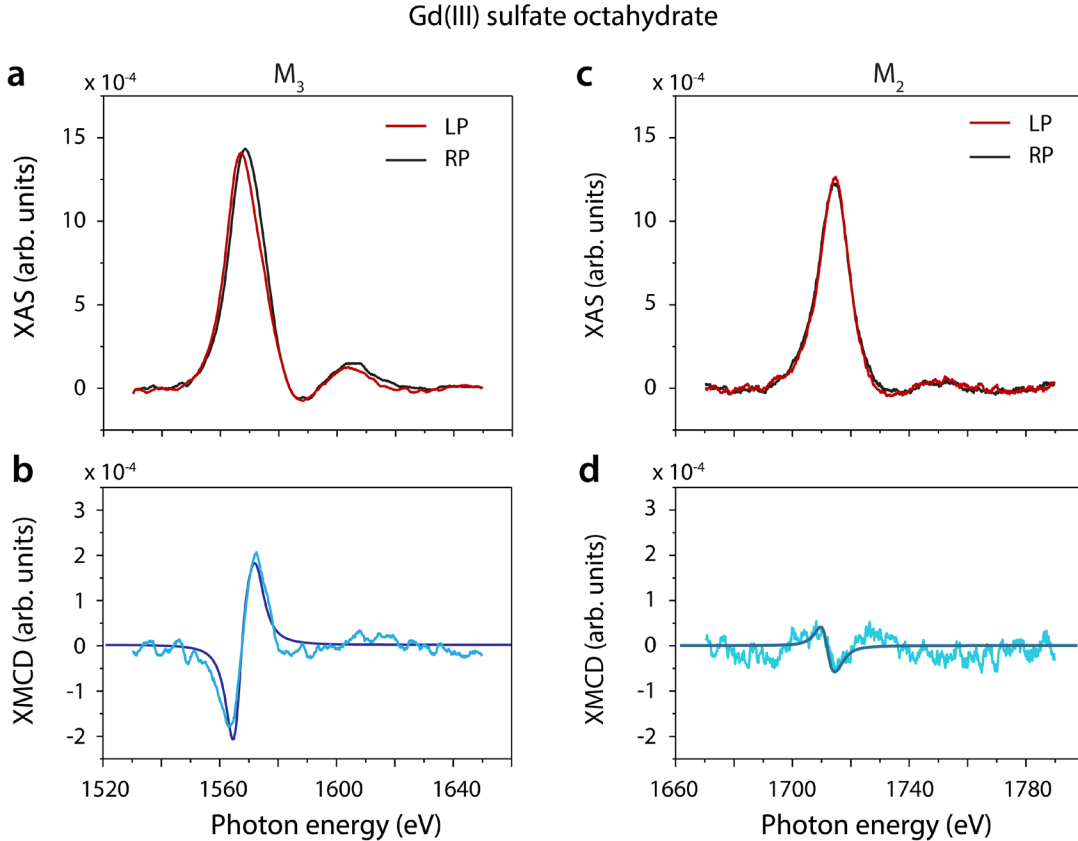 Gd(III) sulfate octahydrate
a
x 10-4
M3
XAS (arb. units)
15
10
5
0
LP
RP
c
x 10-4
M2
XAS (arb. units)
15
10
5
0
LP
RP
b
x 10-4
XMCD (arb. units)
3
2
1
0
-1
-2
1520 1560 1600 1640
Photon energy (eV)
d
x 10-4
XMCD (arb. units)
3
2
1
0
-1
-2
1660 1700 1740 1780
Photon energy (eV)